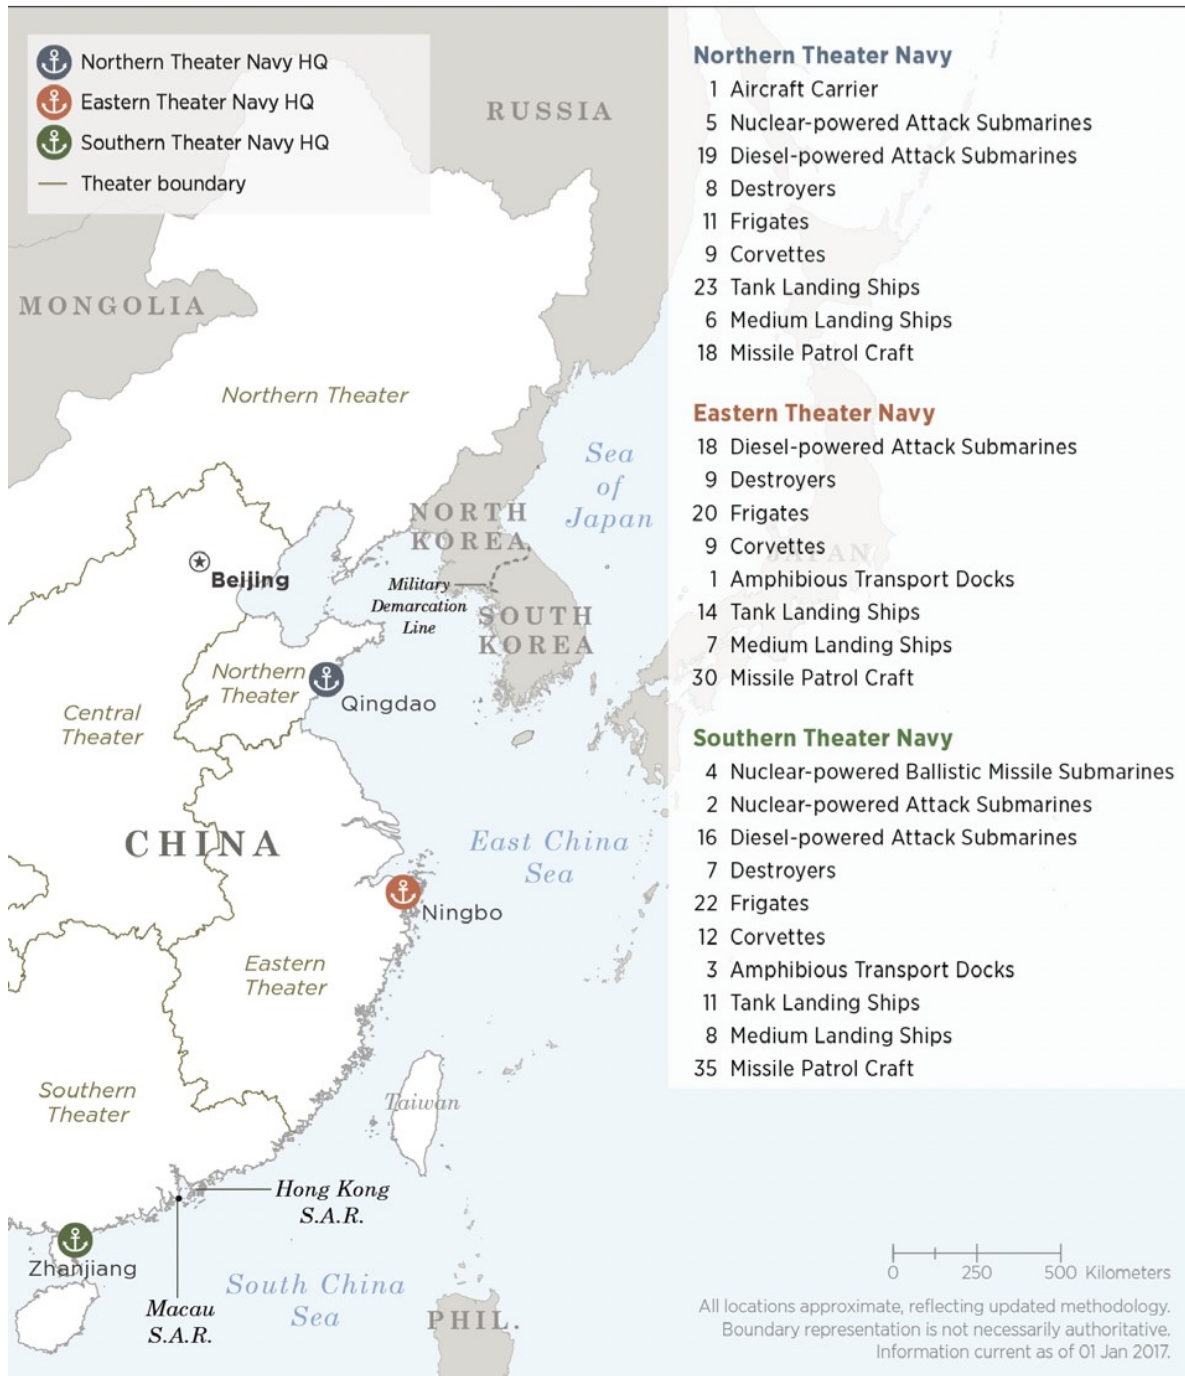 Northern Theater Navy HQ
Eastern Theater Navy HQ
Southern Theater Navy HQ
Theater boundary
RUSSIA
MONGOLIA
Northern Theater
Sea
of
Japan
NORTH
KOREA
Beijing
Military
Demarcation
Line
SOUTH
KOREA
JAPAN
Northern
Theater
Qingdao
Central
Theater
CHINA
East China
Sea
Ningbo
Eastern
Theater
Southern
Theater
Taiwan
Hong Kong
S.A.R.
Zhanjiang
Macau
S.A.R.
South China
Sea
PHIL.
Northern Theater Navy
1 Aircraft Carrier
5 Nuclear-powered Attack Submarines
19 Diesel-powered Attack Submarines
8 Destroyers
11 Frigates
9 Corvettes
23 Tank Landing Ships
6 Medium Landing Ships
18 Missile Patrol Craft
Eastern Theater Navy
18 Diesel-powered Attack Submarines
9 Destroyers
20 Frigates
9 Corvettes
1 Amphibious Transport Docks
14 Tank Landing Ships
7 Medium Landing Ships
30 Missile Patrol Craft
Southern Theater Navy
4 Nuclear-powered Ballistic Missile Submarines
2 Nuclear-powered Attack Submarines
16 Diesel-powered Attack Submarines
7 Destroyers
22 Frigates
12 Corvettes
3 Amphibious Transport Docks
11 Tank Landing Ships
8 Medium Landing Ships
35 Missile Patrol Craft
0 250 500 Kilometers
All locations approximate, reflecting updated methodology.
Boundary representation is not necessarily authoritative.
Information current as of 01 Jan 2017.